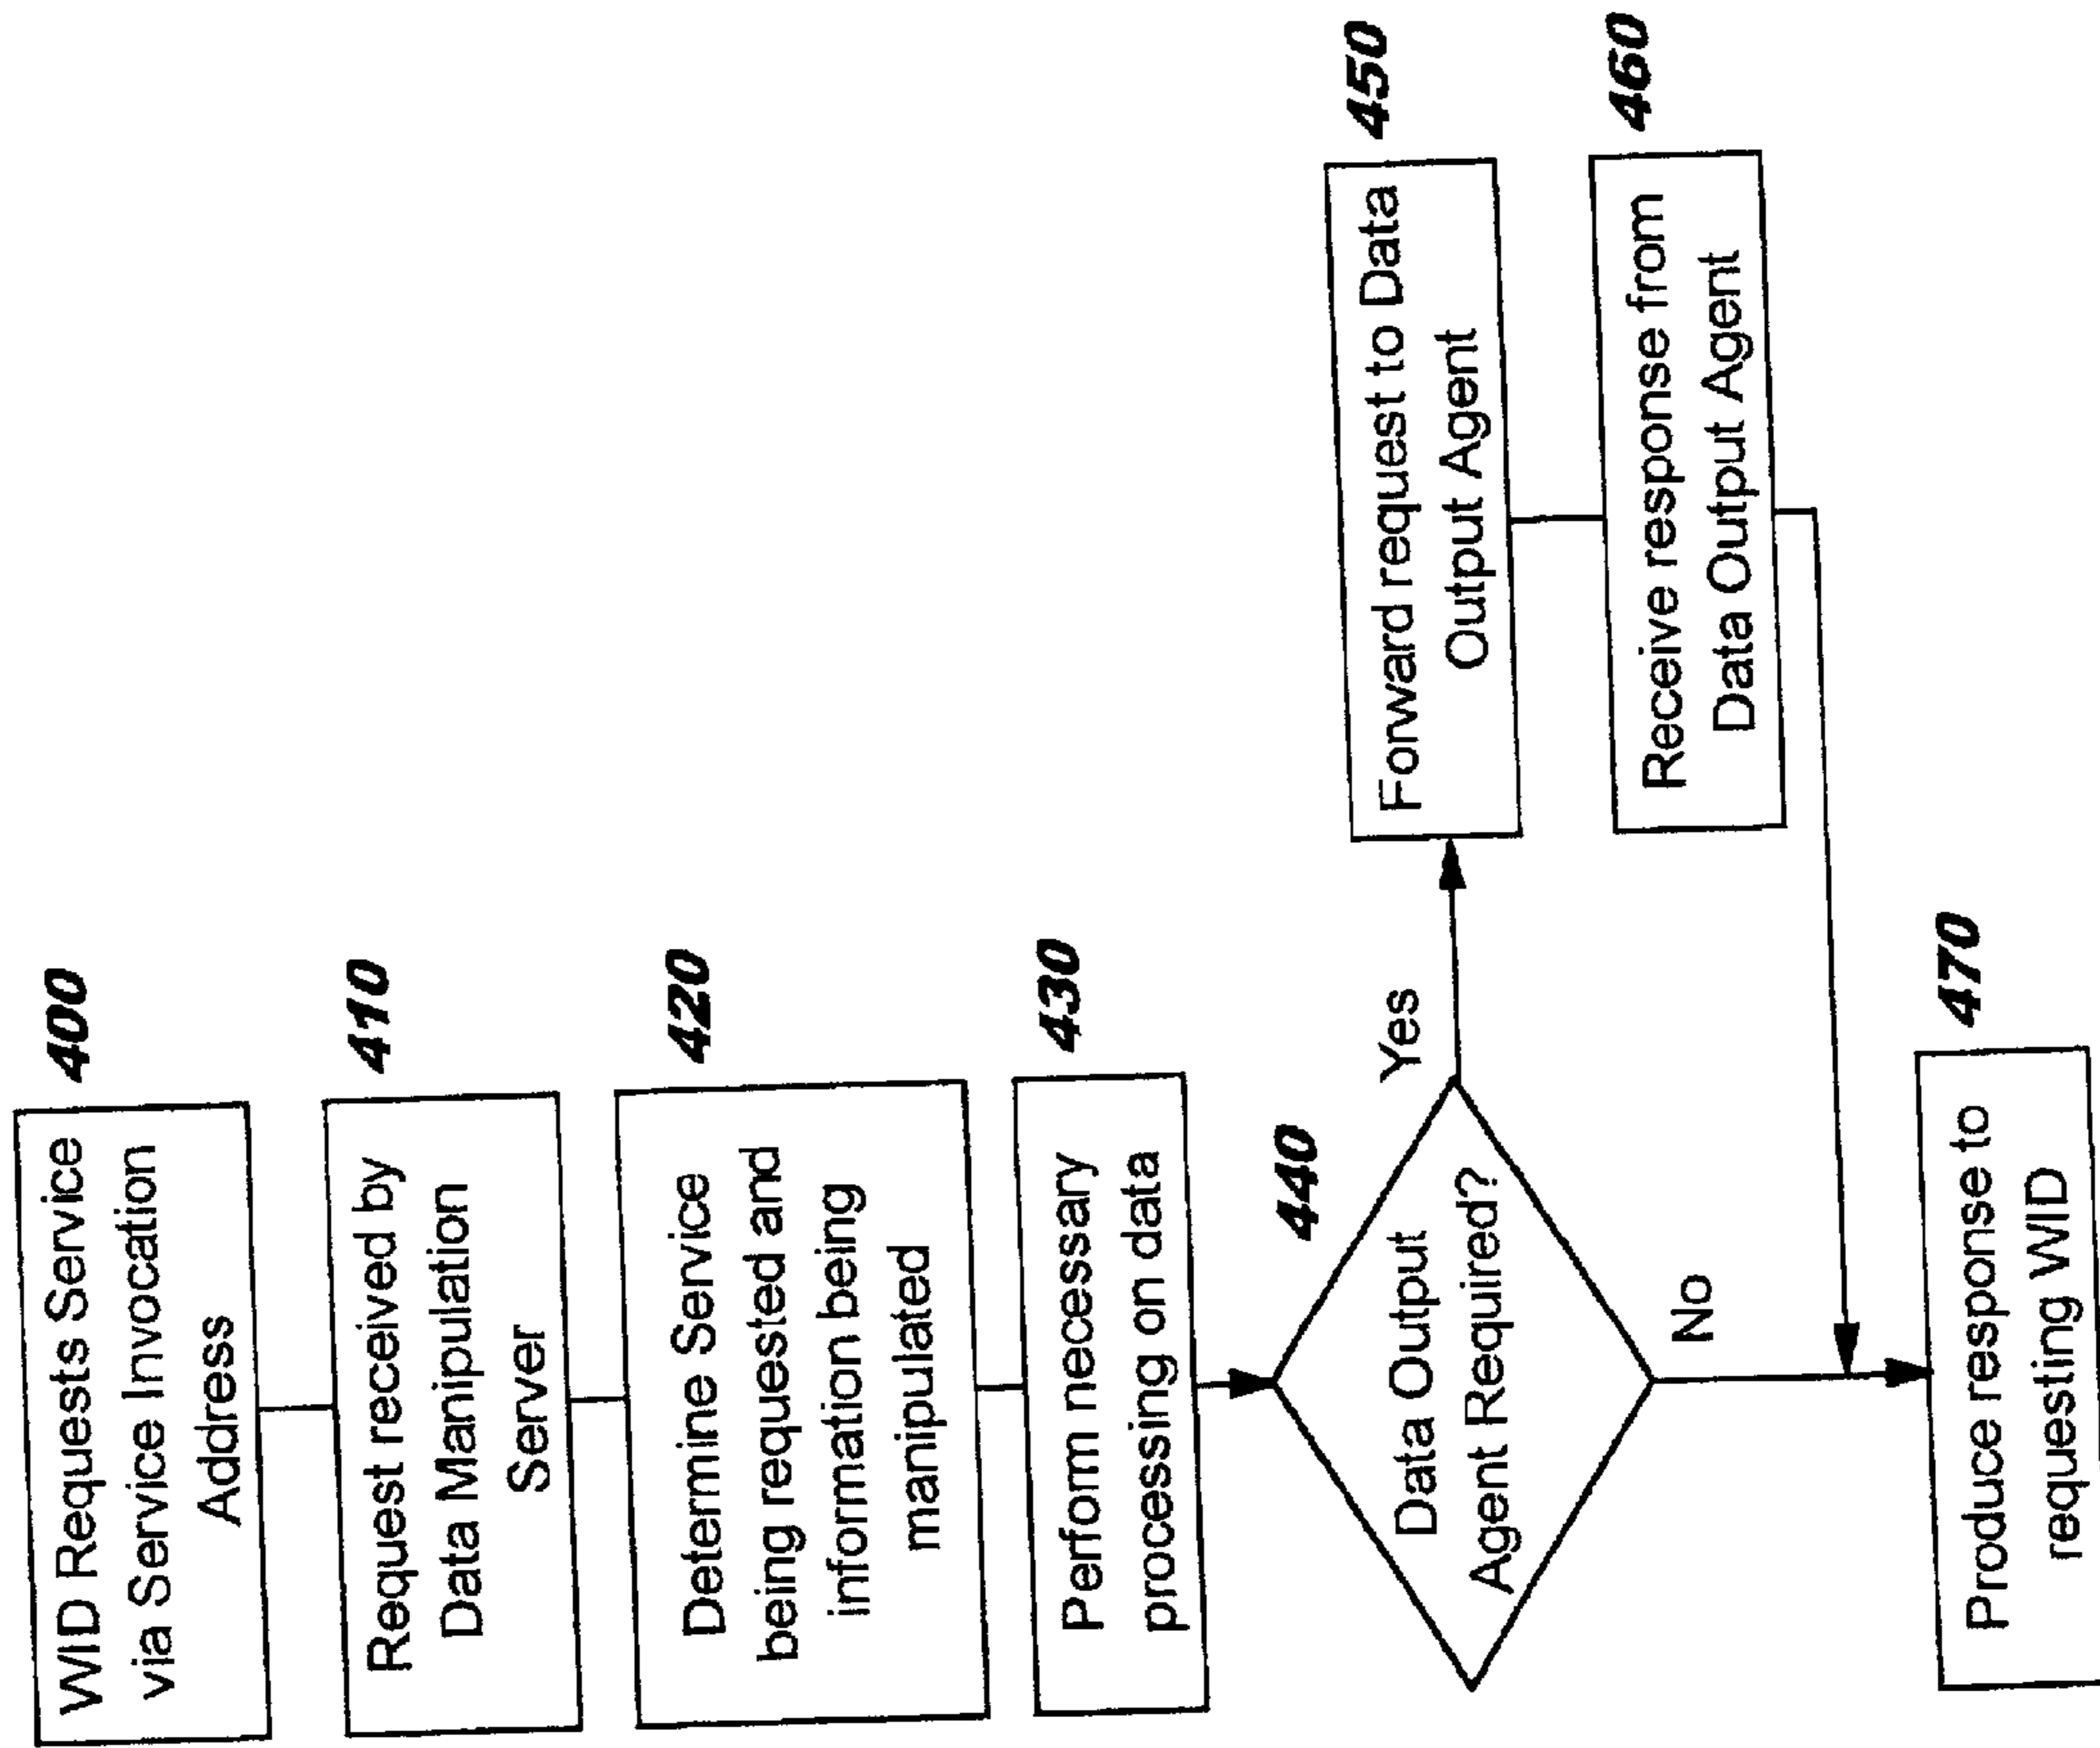 400
WID Requests Service
via Service Invocation
Address
410
Request received by
Data Manipulation
Server
420
Determine Service
being requested and
information being
manipulated
430
Perform necessary
processing on data
440
Data Output
Agent Required?
Yes
No
450
Forward request to Data
Output Agent
460
Receive response from
Data Output Agent
470
Produce response to
requesting WID